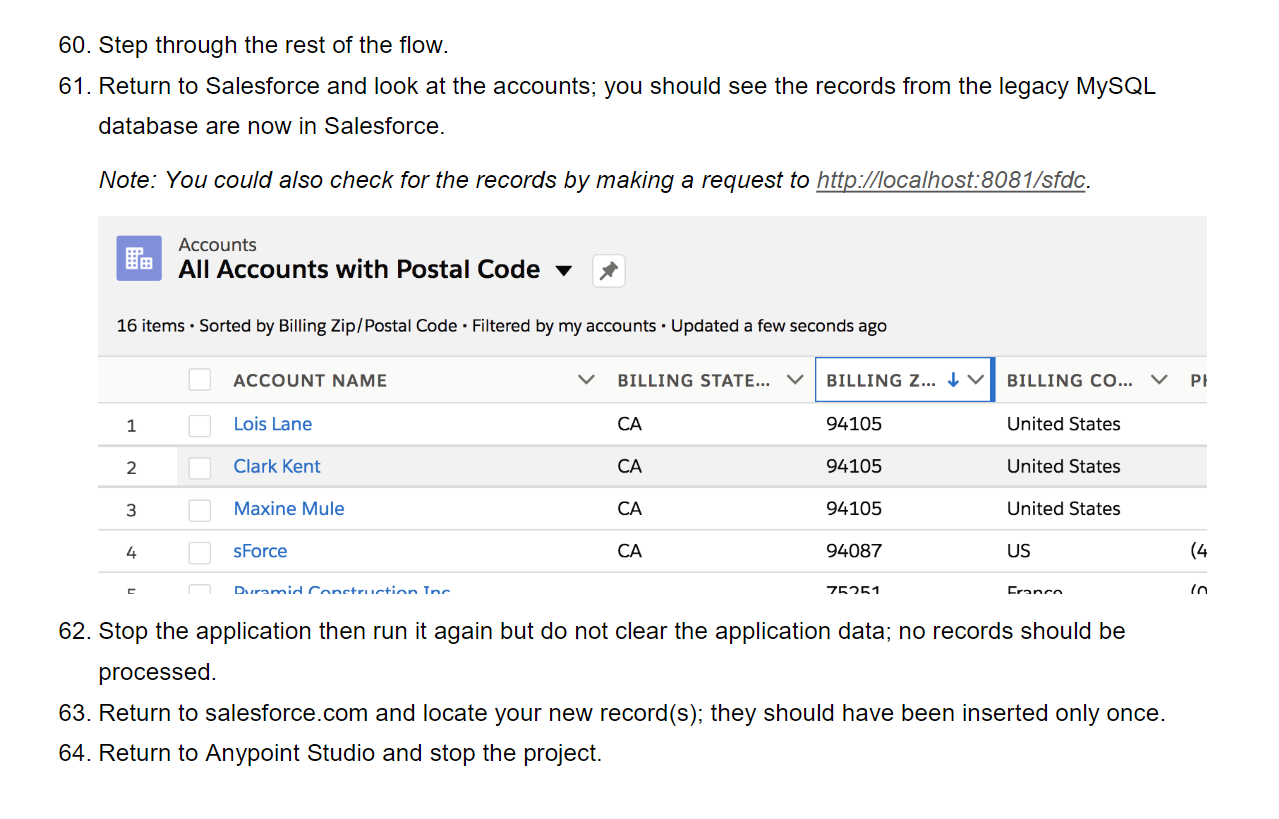 60. Step through the rest of the flow.
61. Return to Salesforce and look at the accounts; you should see the records from the legacy MySQL
database are now in Salesforce.
Note: You could also check for the records by making a request to http://localhost:8081/sfdc.
Accounts
All Accounts with Postal Code
16 items • Sorted by Billing Zip/Postal Code • Filtered by my accounts • Updated a few seconds ago
ACCOUNT NAME BILLING STATE... BILLING Z... BILLING CO...
1 Lois Lane CA 94105 United States
2 Clark Kent CA 94105 United States
3 Maxine Mule CA 94105 United States
4 sForce CA 94087 US (4
5 Pyramid Construction Inc. 75251 France (0
62. Stop the application then run it again but do not clear the application data; no records should be
processed.
63. Return to salesforce.com and locate your new record(s); they should have been inserted only once.
64. Return to Anypoint Studio and stop the project.